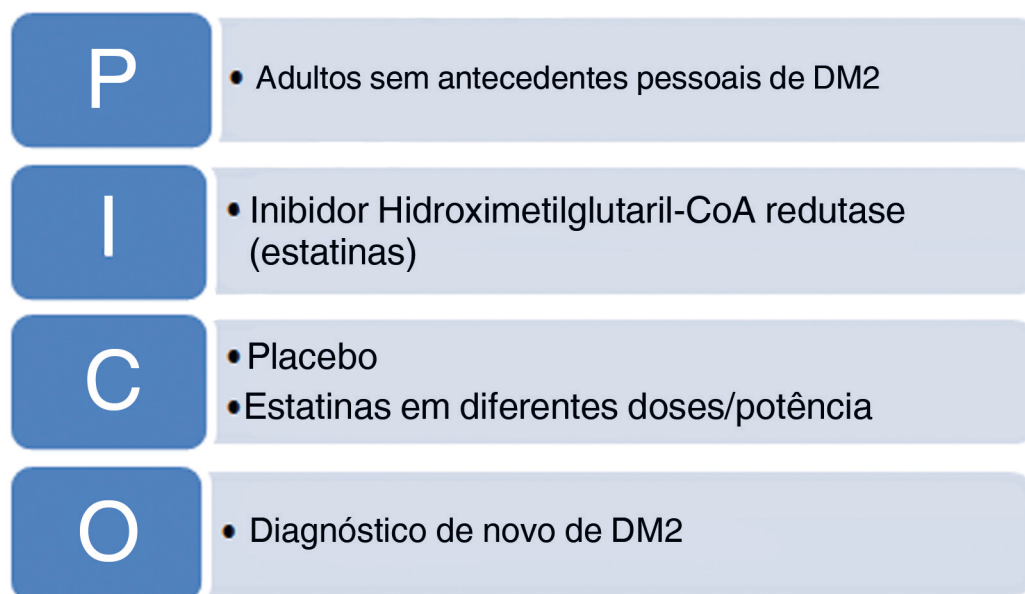 P
• Adultos sem antecedentes pessoais de DM2
I
• Inibidor Hidroximetilglutaril-CoA redutase
(estatinas)
C
• Placebo
• Estatinas em diferentes doses/potência
O
• Diagnóstico de novo de DM2